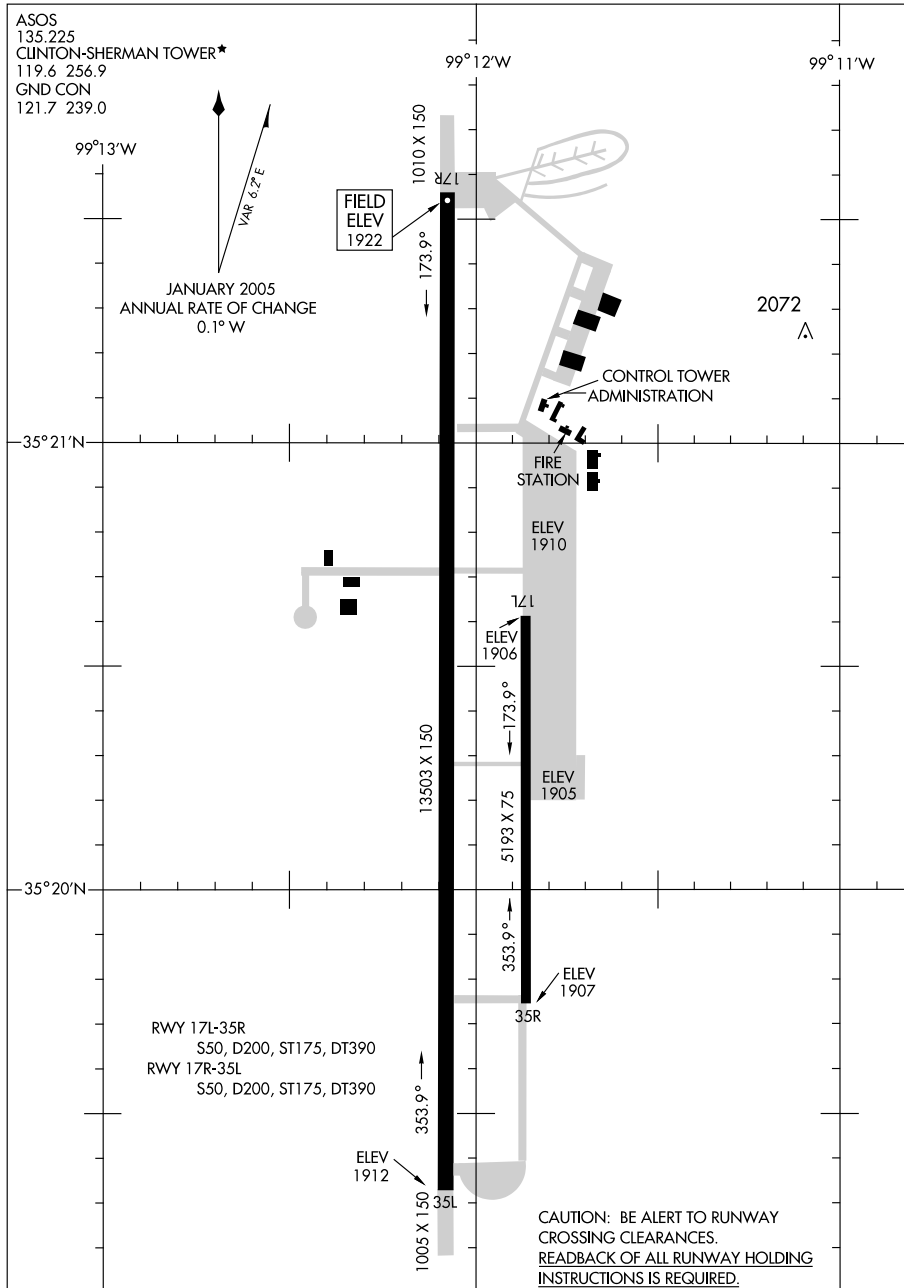 ASOS
135.225
CLINTON-SHERMAN TOWER★
119.6 256.9
GND CON
121.7 239.0
99°13'W
99°12'W
99°11'W
VAR 6.2° E
JANUARY 2005
ANNUAL RATE OF CHANGE
0.1° W
1010 X 150
17R
FIELD
ELEV
1922
173.9°
2072
CONTROL TOWER
ADMINISTRATION
FIRE
STATION
35°21'N
ELEV
1910
17L
ELEV
1906
173.9°
13503 X 150
ELEV
1905
5193 X 75
35°20'N
353.9°
ELEV
1907
35R
RWY 17L-35R
S50, D200, ST175, DT390
RWY 17R-35L
S50, D200, ST175, DT390
353.9°
ELEV
1912
35L
1005 X 150
CAUTION: BE ALERT TO RUNWAY
CROSSING CLEARANCES.
READBACK OF ALL RUNWAY HOLDING
INSTRUCTIONS IS REQUIRED.